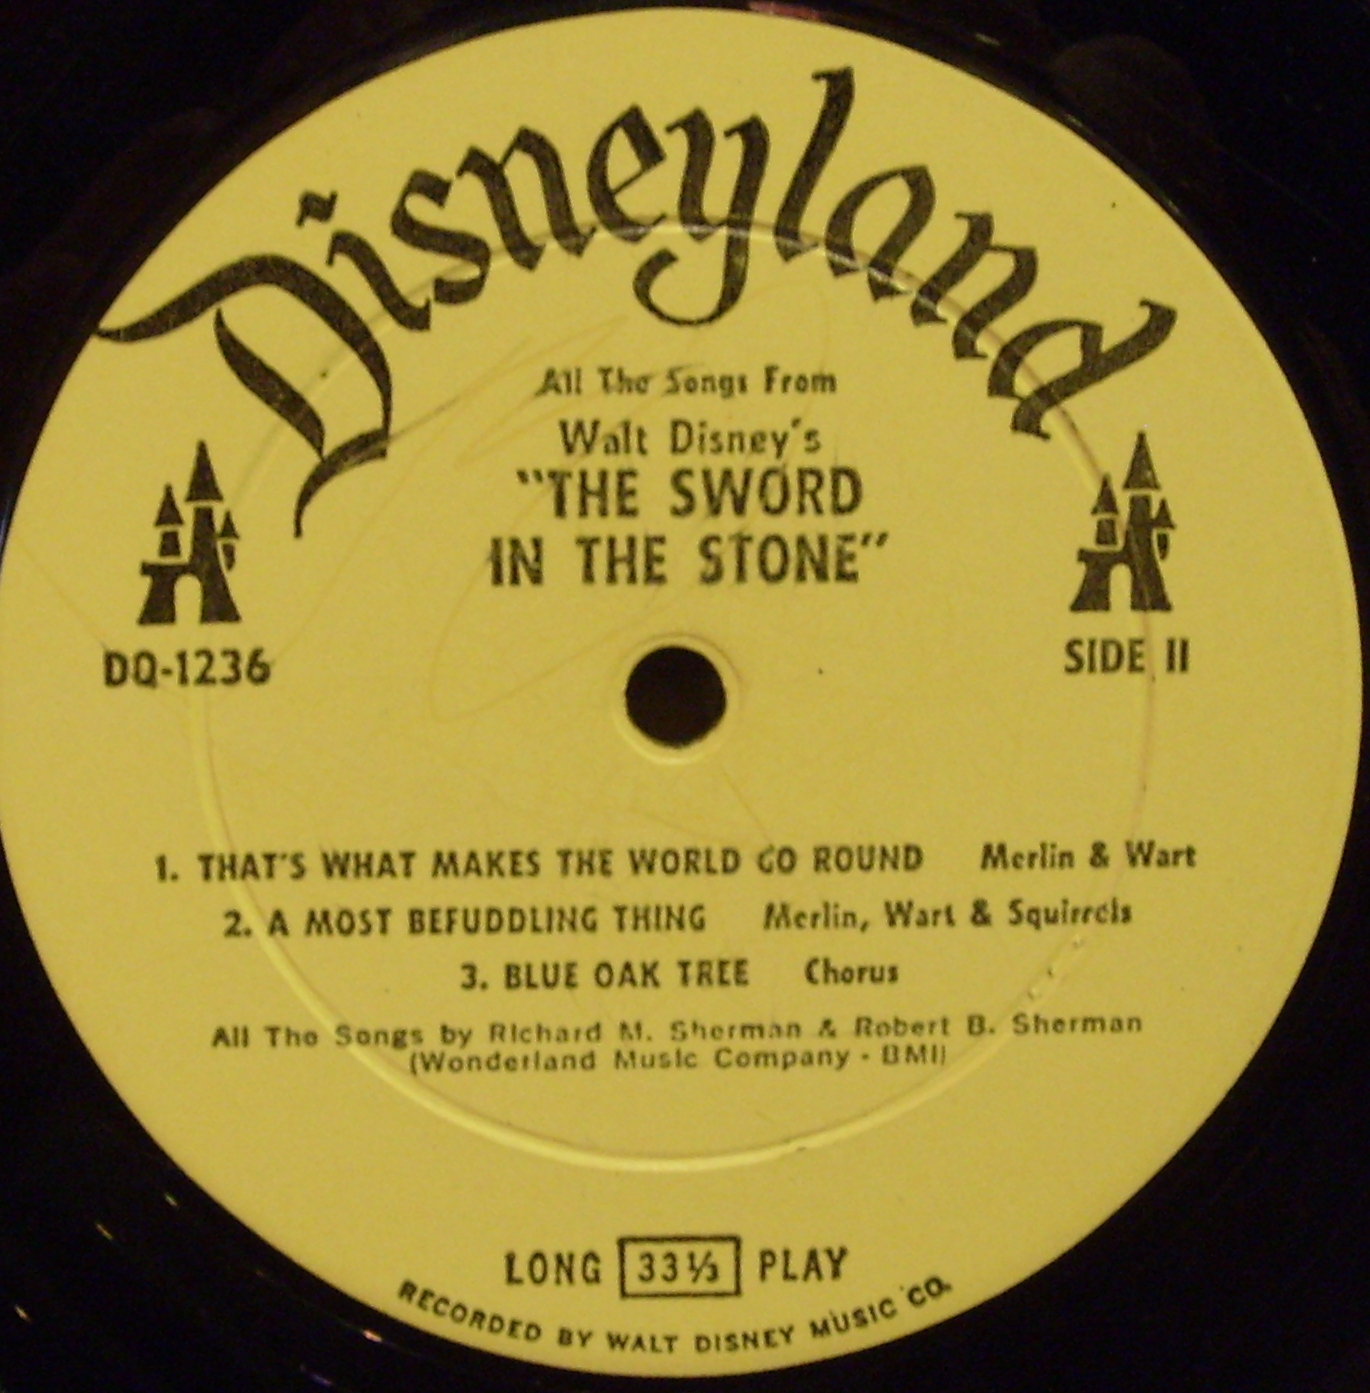 Disneyland
All The Songs From
Walt Disney's
"THE SWORD
IN THE STONE"
DQ-1236
SIDE II
1. THAT'S WHAT MAKES THE WORLD GO ROUND Merlin & Wart
2. A MOST BEFUDDLING THING Merlin, Wart & Squirrels
3. BLUE OAK TREE Chorus
All The Songs by Richard M. Sherman & Robert B. Sherman
(Wonderland Music Company - BMI)
LONG 33⅓ PLAY
RECORDED BY WALT DISNEY MUSIC CO.